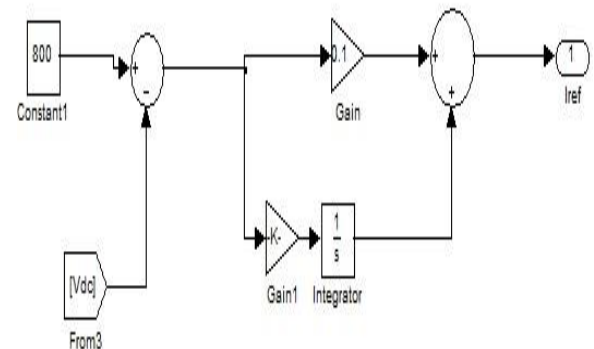 800
+
-
Constant1
0.1
Gain
+
+
1
Iref
[Vdc]
From3
-K-
Gain1
1
s
Integrator